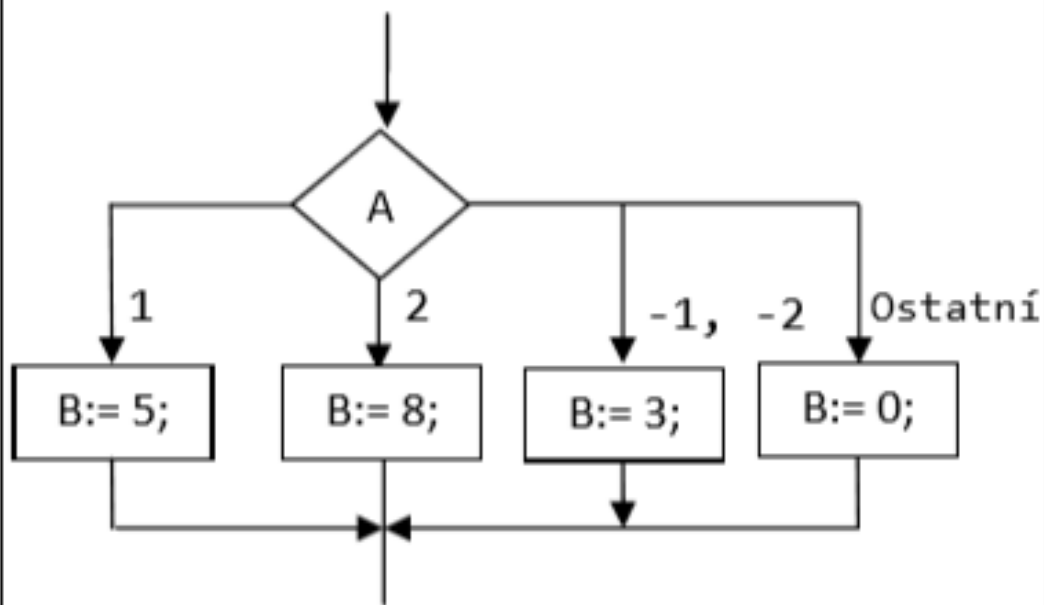 A
1
2
-1, -2
Ostatní
B:= 5;
B:= 8;
B:= 3;
B:= 0;